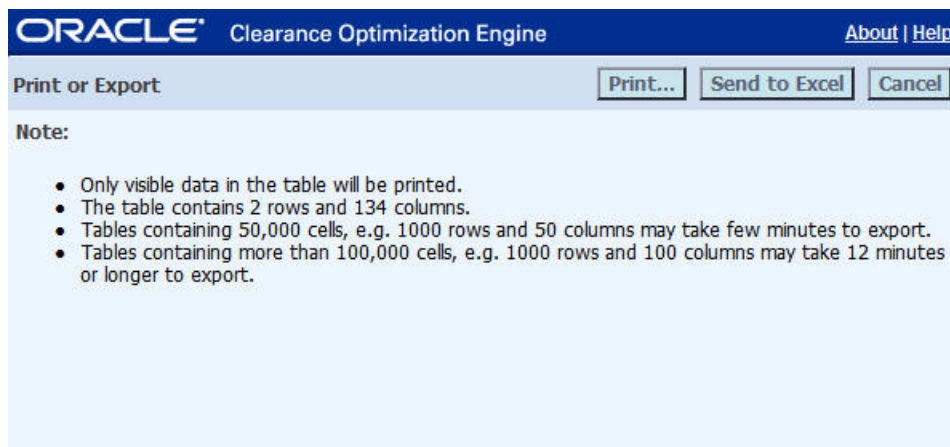 ORACLE Clearance Optimization Engine About | Help
Print or Export Print... Send to Excel Cancel
Note:
• Only visible data in the table will be printed.
• The table contains 2 rows and 134 columns.
• Tables containing 50,000 cells, e.g. 1000 rows and 50 columns may take few minutes to export.
• Tables containing more than 100,000 cells, e.g. 1000 rows and 100 columns may take 12 minutes
or longer to export.